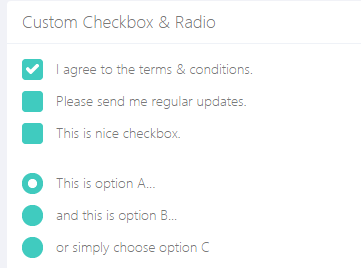 Custom Checkbox & Radio
I agree to the terms & conditions.
Please send me regular updates.
This is nice checkbox.
This is option A...
and this is option B...
or simply choose option C